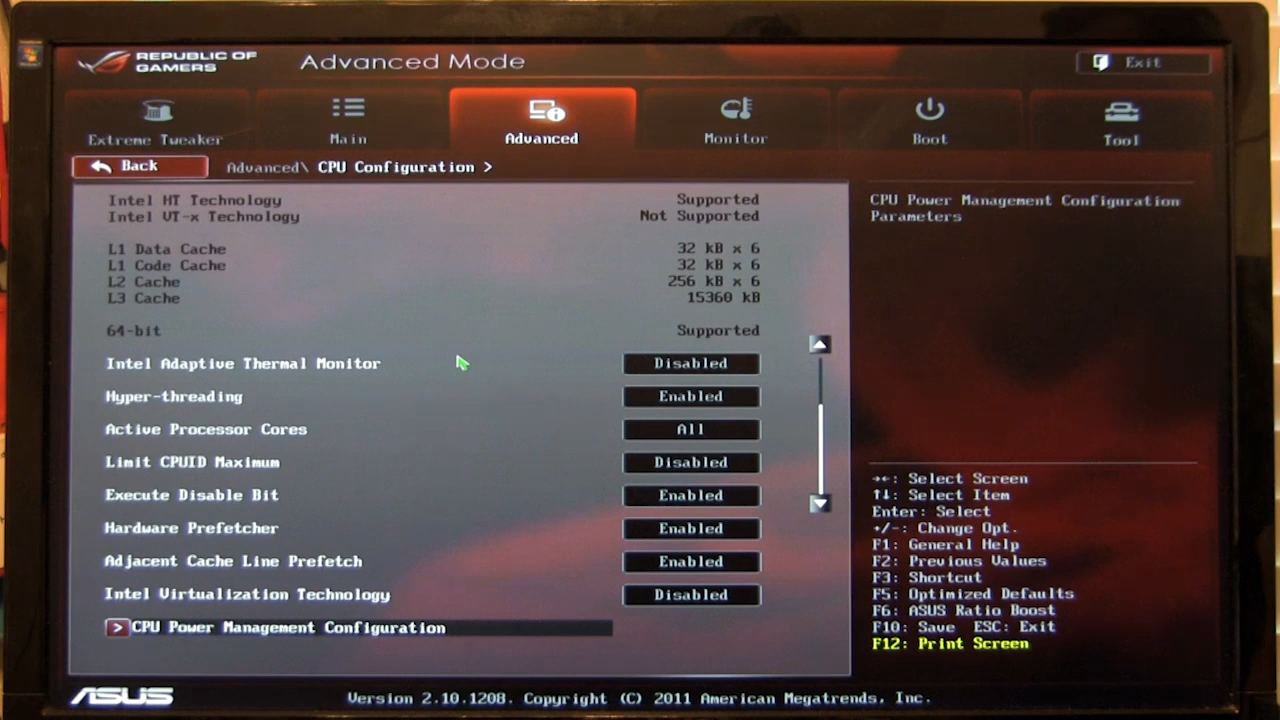 REPUBLIC OF
GAMERS
Advanced Mode
Exit
Extreme Tweaker
Main
Advanced
Monitor
Boot
Tool
Back
Advanced\ CPU Configuration >
Intel HT Technology Supported
Intel VT-x Technology Not Supported
L1 Data Cache 32 kB x 6
L1 Code Cache 32 kB x 6
L2 Cache 256 kB x 6
L3 Cache 15360 kB
64-bit Supported
Intel Adaptive Thermal Monitor Disabled
Hyper-threading Enabled
Active Processor Cores All
Limit CPUID Maximum Disabled
Execute Disable Bit Enabled
Hardware Prefetcher Enabled
Adjacent Cache Line Prefetch Enabled
Intel Virtualization Technology Disabled
> CPU Power Management Configuration
CPU Power Management Configuration
Parameters
→←: Select Screen
↑↓: Select Item
Enter: Select
+/-: Change Opt.
F1: General Help
F2: Previous Values
F3: Shortcut
F5: Optimized Defaults
F6: ASUS Ratio Boost
F10: Save ESC: Exit
F12: Print Screen
ASUS
Version 2.10.1208. Copyright (C) 2011 American Megatrends, Inc.